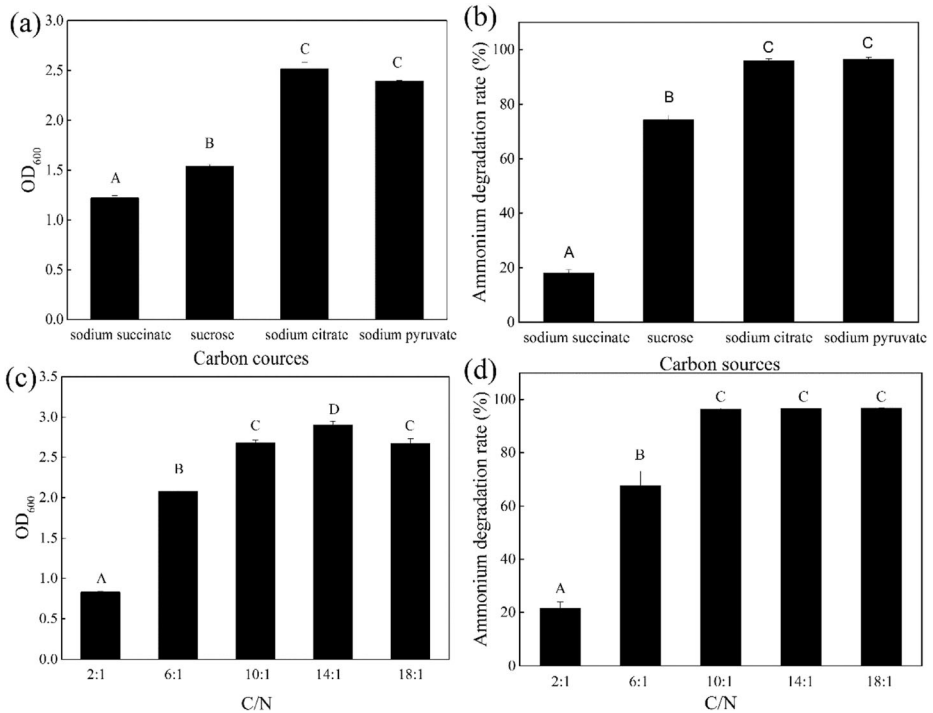 (a)
3.0
2.5
2.0
1.5
1.0
0.5
0.0
OD600
A
B
C
C
sodium succinate sucrose sodium citrate sodium pyruvate
Carbon cources
(b)
100
80
60
40
20
0
Ammonium degradation rate (%)
A
B
C
C
sodium succinate sucrose sodium citrate sodium pyruvate
Carbon sources
(c)
3.5
3.0
2.5
2.0
1.5
1.0
0.5
0.0
OD600
A
B
C
D
C
2:1 6:1 10:1 14:1 18:1
C/N
(d)
100
80
60
40
20
0
Ammonium degradation rate (%)
A
B
C
C
C
2:1 6:1 10:1 14:1 18:1
C/N